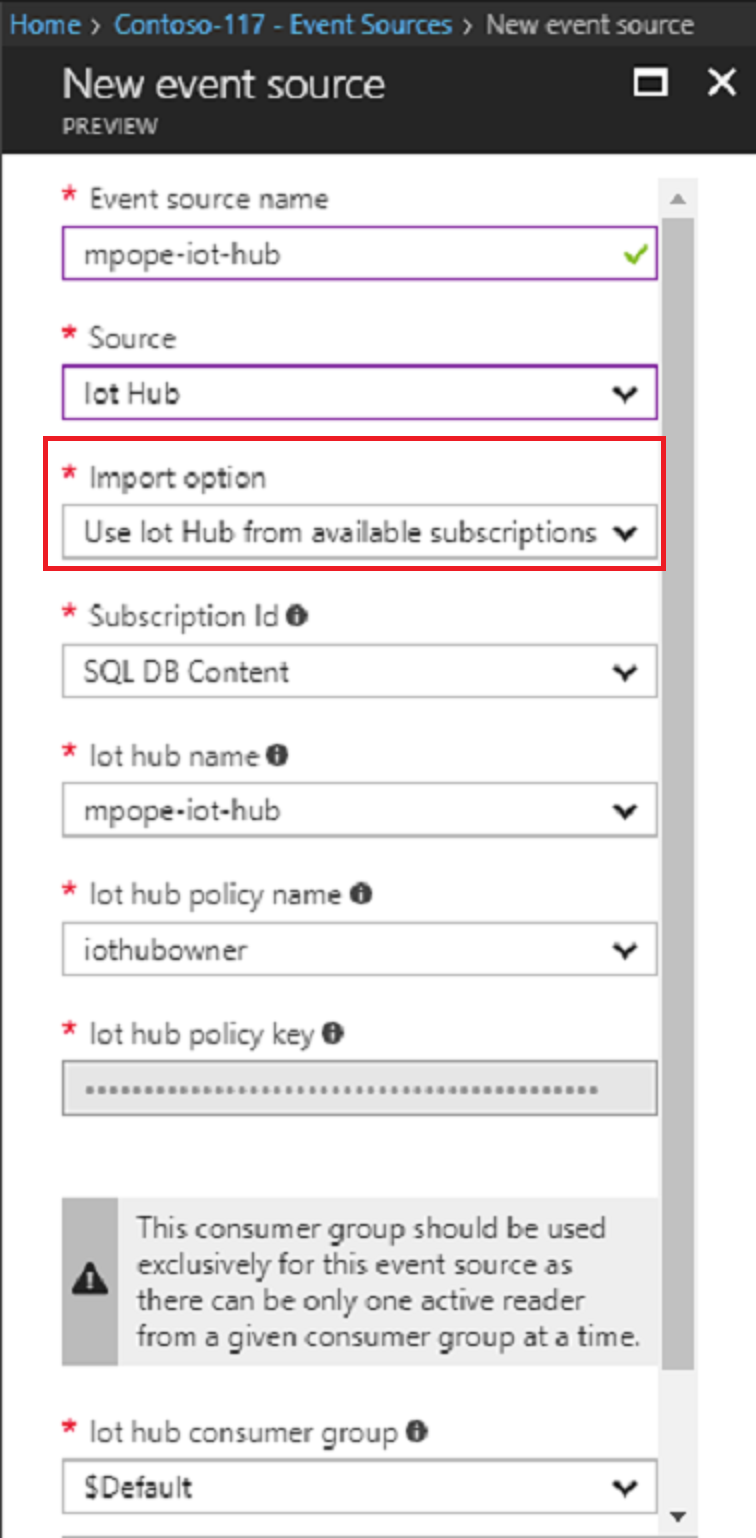 Home > Contoso-117 - Event Sources > New event source
New event source
PREVIEW
* Event source name
mpope-iot-hub
* Source
Iot Hub
* Import option
Use Iot Hub from available subscriptions
* Subscription Id
SQL DB Content
* Iot hub name
mpope-iot-hub
* Iot hub policy name
iothubowner
* Iot hub policy key
••••••••••••••••••••••••••••••••••••••••••••
This consumer group should be used
exclusively for this event source as
there can be only one active reader
from a given consumer group at a time.
* Iot hub consumer group
$Default